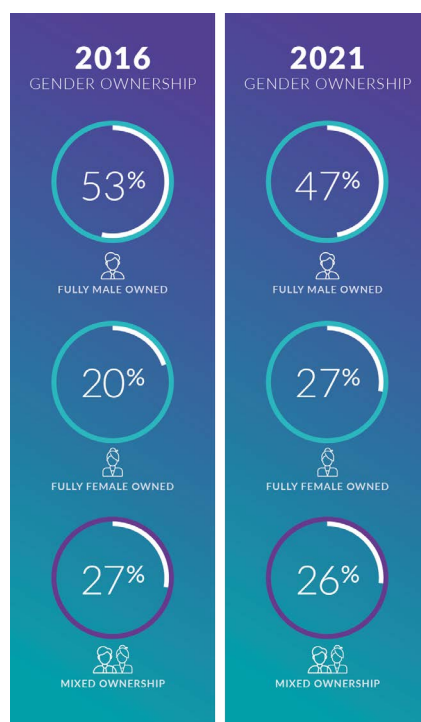 2016
GENDER OWNERSHIP
53%
FULLY MALE OWNED
20%
FULLY FEMALE OWNED
27%
MIXED OWNERSHIP
2021
GENDER OWNERSHIP
47%
FULLY MALE OWNED
27%
FULLY FEMALE OWNED
26%
MIXED OWNERSHIP